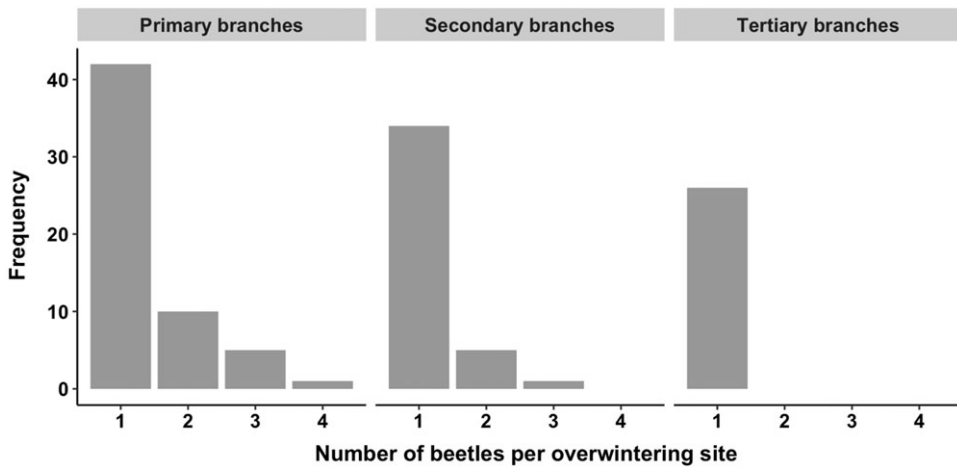 Primary branches Secondary branches Tertiary branches
40
30
20
10
0
Frequency
1 2 3 4 1 2 3 4 1 2 3 4
Number of beetles per overwintering site